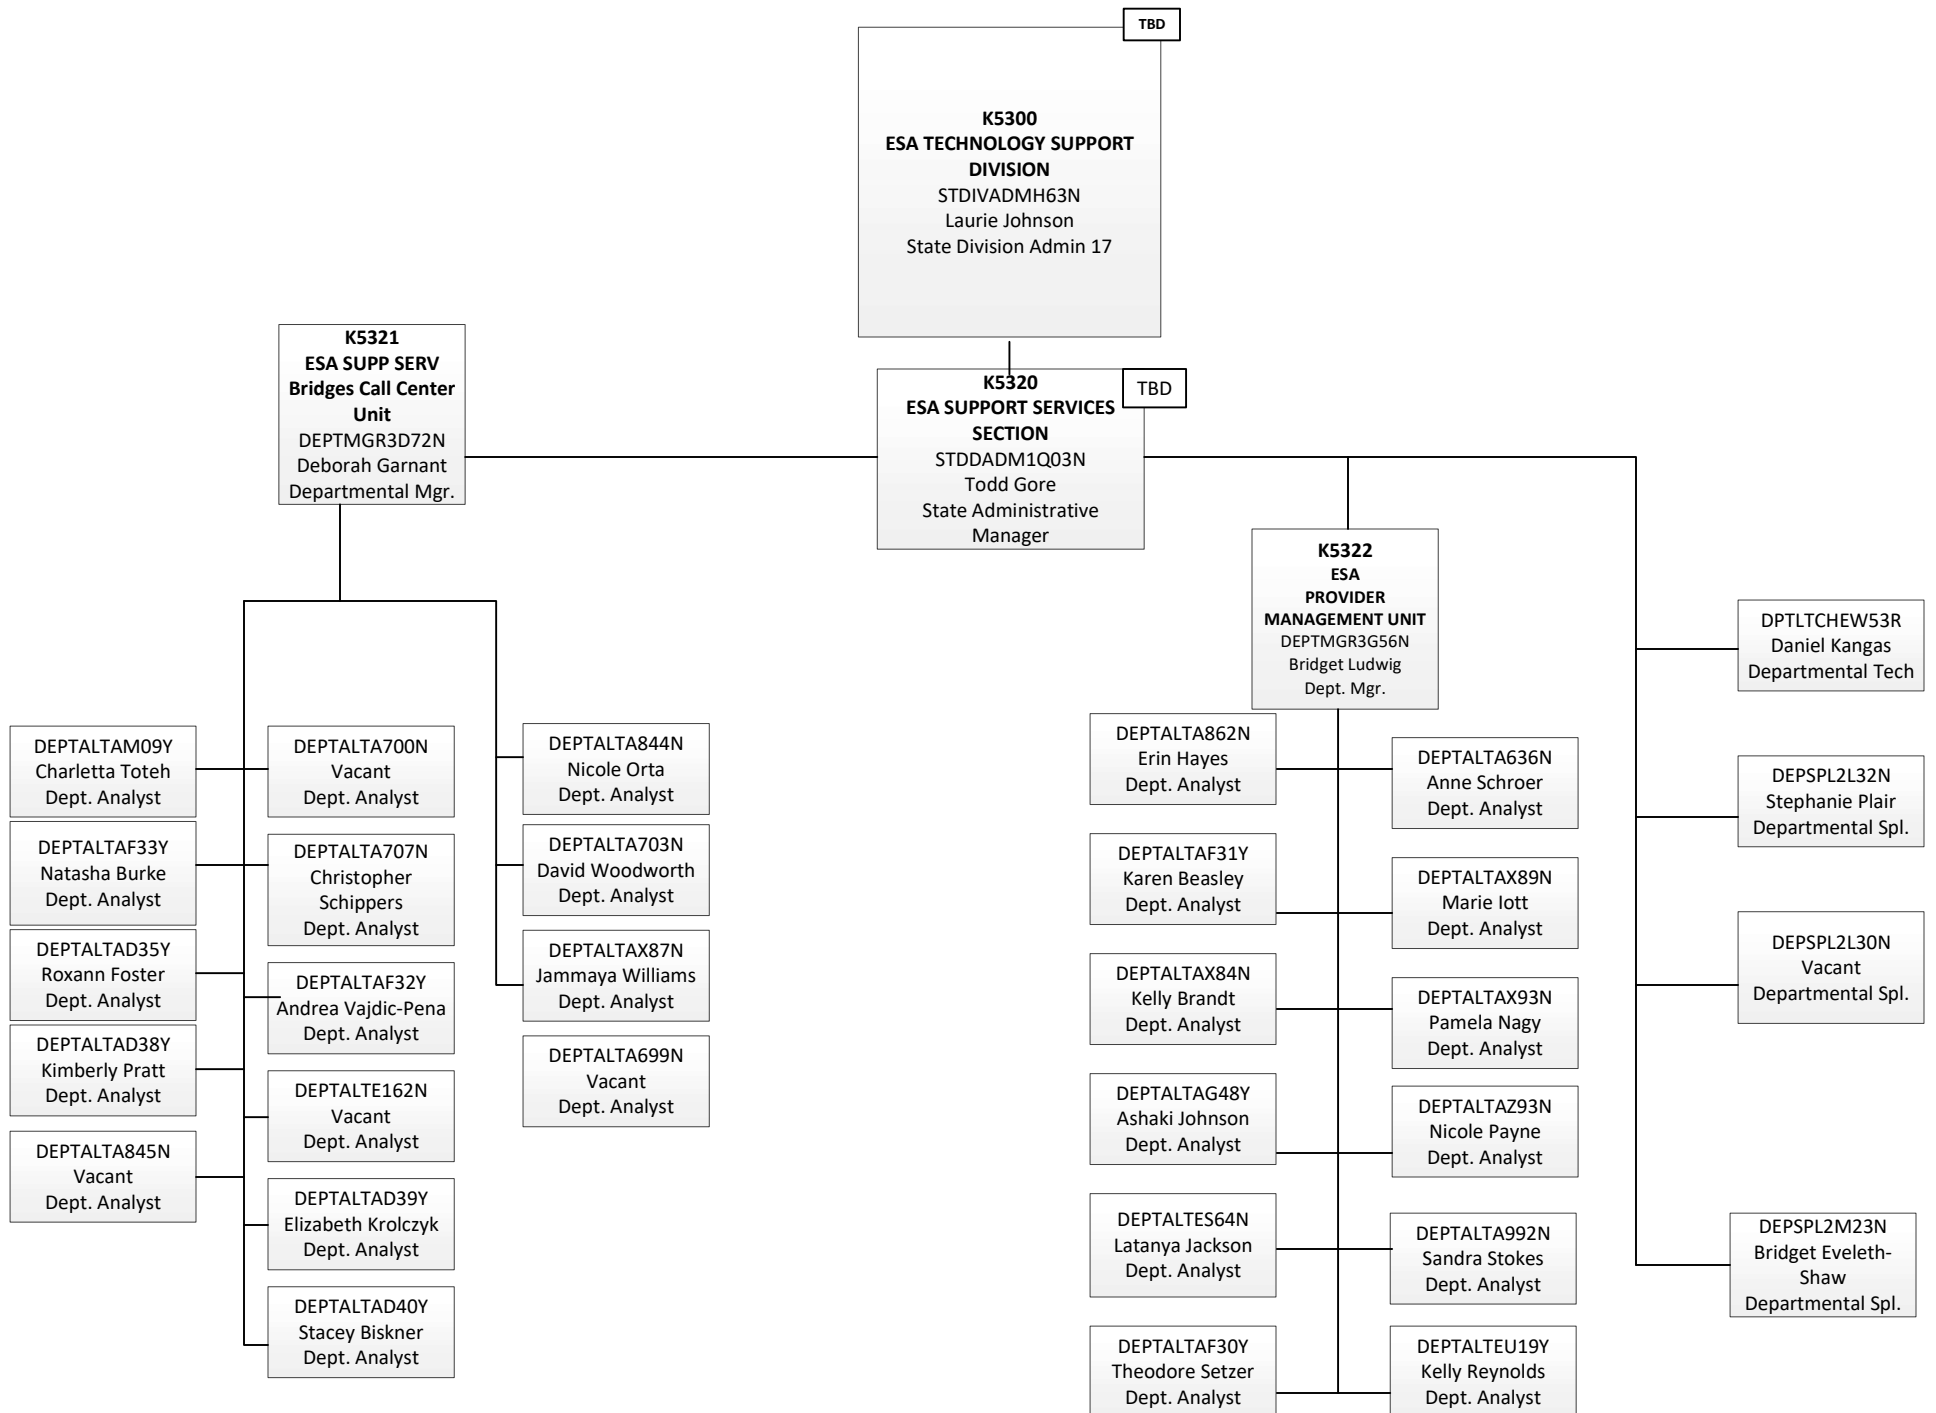 TBD
K5300
ESA TECHNOLOGY SUPPORT
DIVISION
STDIVADMH63N
Laurie Johnson
State Division Admin 17
K5321
ESA SUPP SERV
Bridges Call Center
Unit
DEPTMGR3D72N
Deborah Garnant
Departmental Mgr.
TBD
K5320
ESA SUPPORT SERVICES
SECTION
STDDADM1Q03N
Todd Gore
State Administrative
Manager
K5322
ESA
PROVIDER
MANAGEMENT UNIT
DEPTMGR3G56N
Bridget Ludwig
Dept. Mgr.
DEPTALTAM09Y
Charletta Toteh
Dept. Analyst
DEPTALTAF33Y
Natasha Burke
Dept. Analyst
DEPTALTAD35Y
Roxann Foster
Dept. Analyst
DEPTALTAD38Y
Kimberly Pratt
Dept. Analyst
DEPTALTA845N
Vacant
Dept. Analyst
DEPTALTA700N
Vacant
Dept. Analyst
DEPTALTA707N
Christopher
Schippers
Dept. Analyst
DEPTALTAF32Y
Andrea Vajdic-Pena
Dept. Analyst
DEPTALTE162N
Vacant
Dept. Analyst
DEPTALTAD39Y
Elizabeth Krolczyk
Dept. Analyst
DEPTALTAD40Y
Stacey Biskner
Dept. Analyst
DEPTALTA844N
Nicole Orta
Dept. Analyst
DEPTALTA703N
David Woodworth
Dept. Analyst
DEPTALTAX87N
Jammaya Williams
Dept. Analyst
DEPTALTA699N
Vacant
Dept. Analyst
DEPTALTA862N
Erin Hayes
Dept. Analyst
DEPTALTAF31Y
Karen Beasley
Dept. Analyst
DEPTALTAX84N
Kelly Brandt
Dept. Analyst
DEPTALTAG48Y
Ashaki Johnson
Dept. Analyst
DEPTALTES64N
Latanya Jackson
Dept. Analyst
DEPTALTAF30Y
Theodore Setzer
Dept. Analyst
DEPTALTA636N
Anne Schroer
Dept. Analyst
DEPTALTAX89N
Marie Iott
Dept. Analyst
DEPTALTAX93N
Pamela Nagy
Dept. Analyst
DEPTALTAZ93N
Nicole Payne
Dept. Analyst
DEPTALTA992N
Sandra Stokes
Dept. Analyst
DEPTALTEU19Y
Kelly Reynolds
Dept. Analyst
DPTLTCHEW53R
Daniel Kangas
Departmental Tech
DEPSPL2L32N
Stephanie Plair
Departmental Spl.
DEPSPL2L30N
Vacant
Departmental Spl.
DEPSPL2M23N
Bridget Eveleth-
Shaw
Departmental Spl.